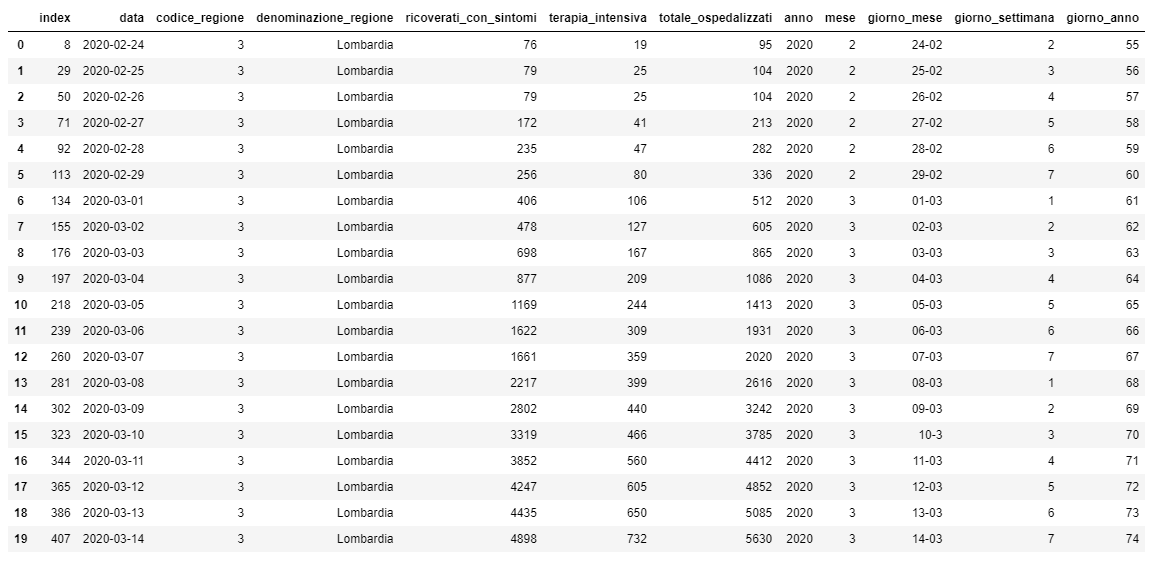 index data codice_regione denominazione_regione ricoverati_con_sintomi terapia_intensiva totale_ospedalizzati anno mese giorno_mese giorno_settimana giorno_anno
0 8 2020-02-24 3 Lombardia 76 19 95 2020 2 24-02 2 55
1 29 2020-02-25 3 Lombardia 79 25 104 2020 2 25-02 3 56
2 50 2020-02-26 3 Lombardia 79 25 104 2020 2 26-02 4 57
3 71 2020-02-27 3 Lombardia 172 41 213 2020 2 27-02 5 58
4 92 2020-02-28 3 Lombardia 235 47 282 2020 2 28-02 6 59
5 113 2020-02-29 3 Lombardia 256 80 336 2020 2 29-02 7 60
6 134 2020-03-01 3 Lombardia 406 106 512 2020 3 01-03 1 61
7 155 2020-03-02 3 Lombardia 478 127 605 2020 3 02-03 2 62
8 176 2020-03-03 3 Lombardia 698 167 865 2020 3 03-03 3 63
9 197 2020-03-04 3 Lombardia 877 209 1086 2020 3 04-03 4 64
10 218 2020-03-05 3 Lombardia 1169 244 1413 2020 3 05-03 5 65
11 239 2020-03-06 3 Lombardia 1622 309 1931 2020 3 06-03 6 66
12 260 2020-03-07 3 Lombardia 1661 359 2020 2020 3 07-03 7 67
13 281 2020-03-08 3 Lombardia 2217 399 2616 2020 3 08-03 1 68
14 302 2020-03-09 3 Lombardia 2802 440 3242 2020 3 09-03 2 69
15 323 2020-03-10 3 Lombardia 3319 466 3785 2020 3 10-3 3 70
16 344 2020-03-11 3 Lombardia 3852 560 4412 2020 3 11-03 4 71
17 365 2020-03-12 3 Lombardia 4247 605 4852 2020 3 12-03 5 72
18 386 2020-03-13 3 Lombardia 4435 650 5085 2020 3 13-03 6 73
19 407 2020-03-14 3 Lombardia 4898 732 5630 2020 3 14-03 7 74